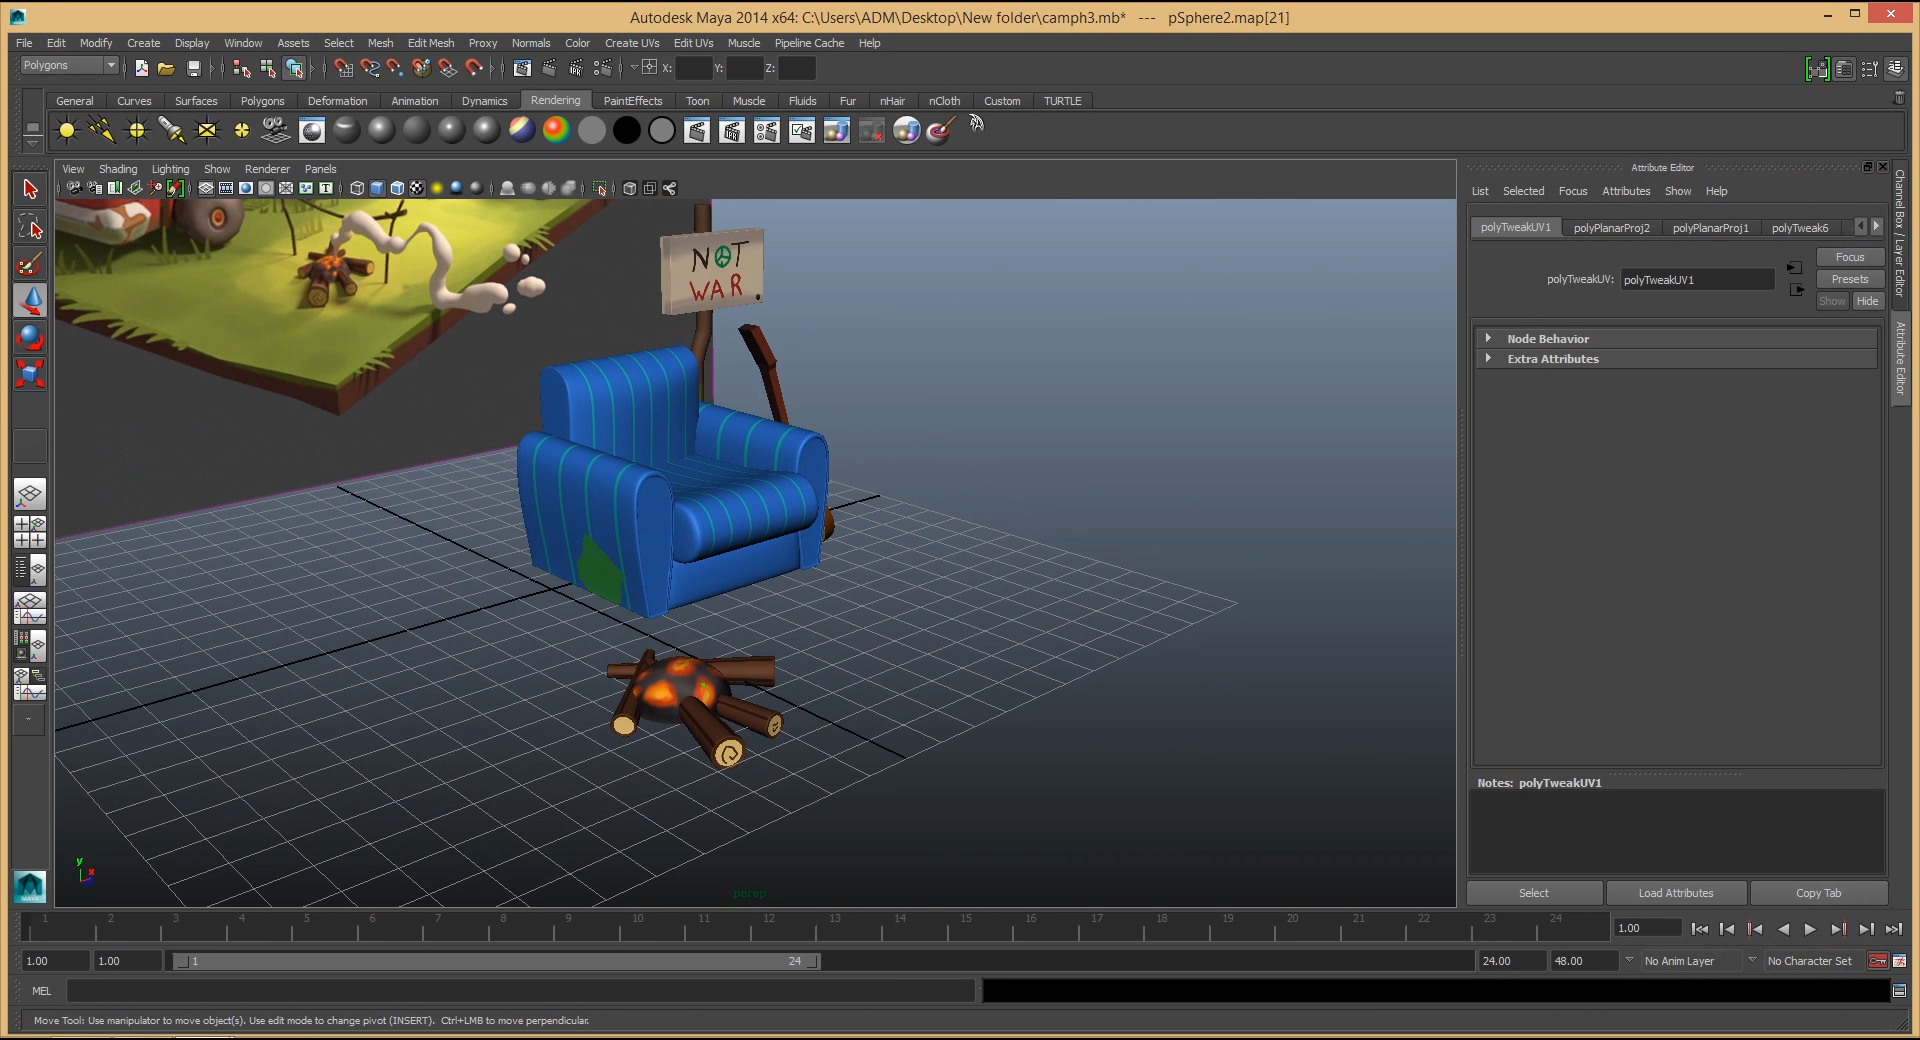 Autodesk Maya 2014 x64: C:\Users\ADM\Desktop\New folder\camph3.mb*   ---   pSphere2.map[21]
File Edit Modify Create Display Window Assets Select Mesh Edit Mesh Proxy Normals Color Create UVs Edit UVs Muscle Pipeline Cache Help
Polygons X: Y: Z:
General Curves Surfaces Polygons Deformation Animation Dynamics Rendering PaintEffects Toon Muscle Fluids Fur nHair nCloth Custom TURTLE
View Shading Lighting Show Renderer Panels
Attribute Editor
List Selected Focus Attributes Show Help
polyTweakUV1 polyPlanarProj2 polyPlanarProj1 polyTweak6
Focus
polyTweakUV: polyTweakUV1 Presets
Show Hide
Node Behavior
Extra Attributes
Channel Box / Layer Editor
Attribute Editor
NOT
WAR
y
x
persp
Notes: polyTweakUV1
Select Load Attributes Copy Tab
MAYA
1 2 3 4 5 6 7 8 9 10 11 12 13 14 15 16 17 18 19 20 21 22 23 24 1.00
1.00 1.00 1 24 24.00 48.00 No Anim Layer No Character Set
MEL
Move Tool: Use manipulator to move object(s). Use edit mode to change pivot (INSERT).  Ctrl+LMB to move perpendicular.